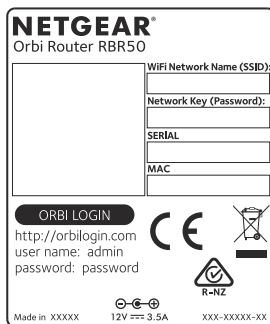 NETGEAR®
Orbi Router RBR50
WiFi Network Name (SSID):
Network Key (Password):
SERIAL
MAC
ORBI LOGIN
http://orbilogin.com
user name: admin
password: password
CE
R-NZ
Made in XXXXX
12V ⎓ 3.5A
XXX-XXXXX-XX